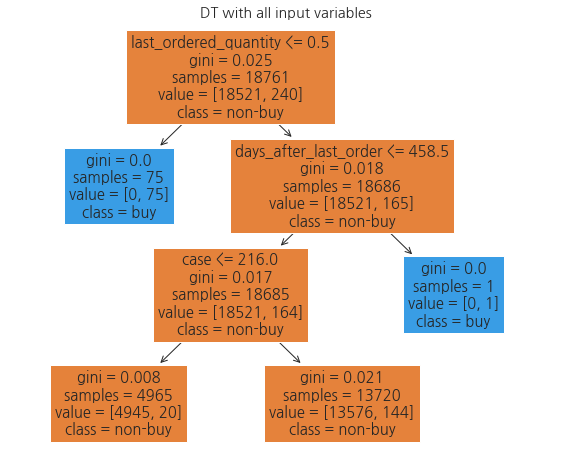 DT with all input variables
last_ordered_quantity <= 0.5
gini = 0.025
samples = 18761
value = [18521, 240]
class = non-buy
gini = 0.0
samples = 75
value = [0, 75]
class = buy
days_after_last_order <= 458.5
gini = 0.018
samples = 18686
value = [18521, 165]
class = non-buy
case <= 216.0
gini = 0.017
samples = 18685
value = [18521, 164]
class = non-buy
gini = 0.0
samples = 1
value = [0, 1]
class = buy
gini = 0.008
samples = 4965
value = [4945, 20]
class = non-buy
gini = 0.021
samples = 13720
value = [13576, 144]
class = non-buy